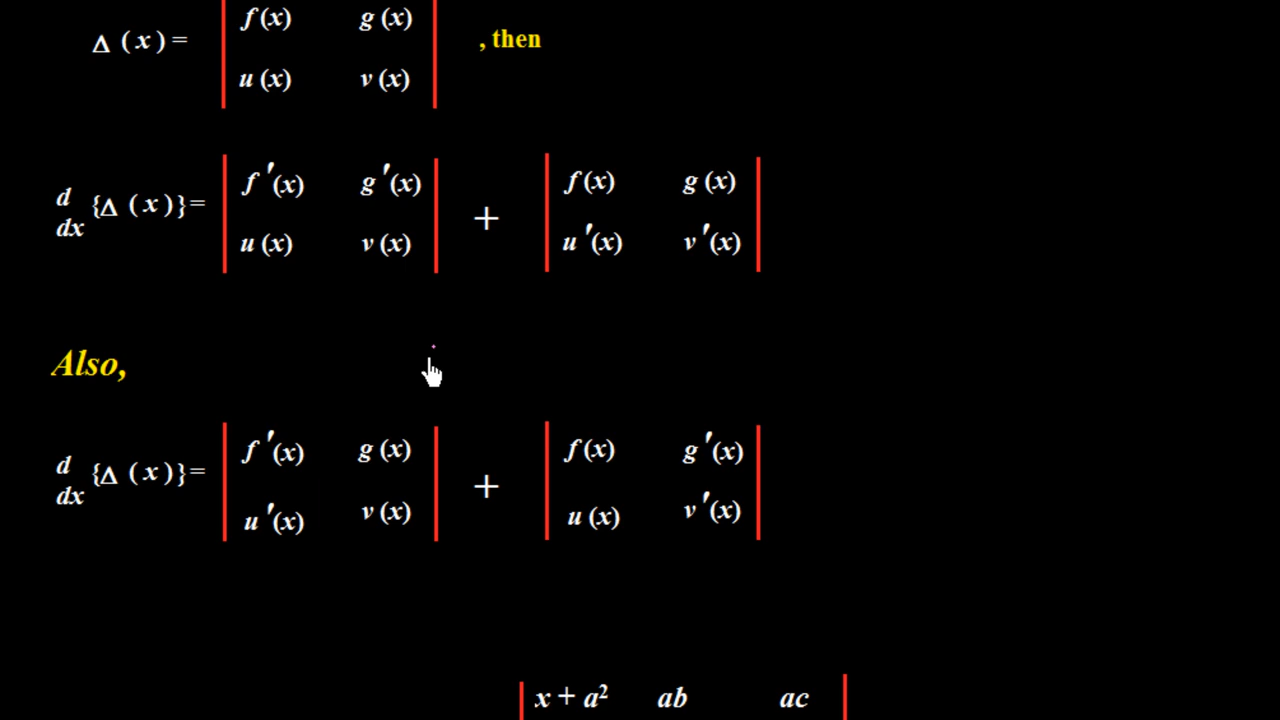 f (x) g (x)
Δ (x) = , then
u (x) v (x)
f ′(x) g ′(x) f (x) g (x)
d/dx {Δ (x)} = +
u (x) v (x) u ′(x) v ′(x)
Also,
f ′(x) g (x) f (x) g ′(x)
d/dx {Δ (x)} = +
u ′(x) v (x) u (x) v ′(x)
x + a² ab ac